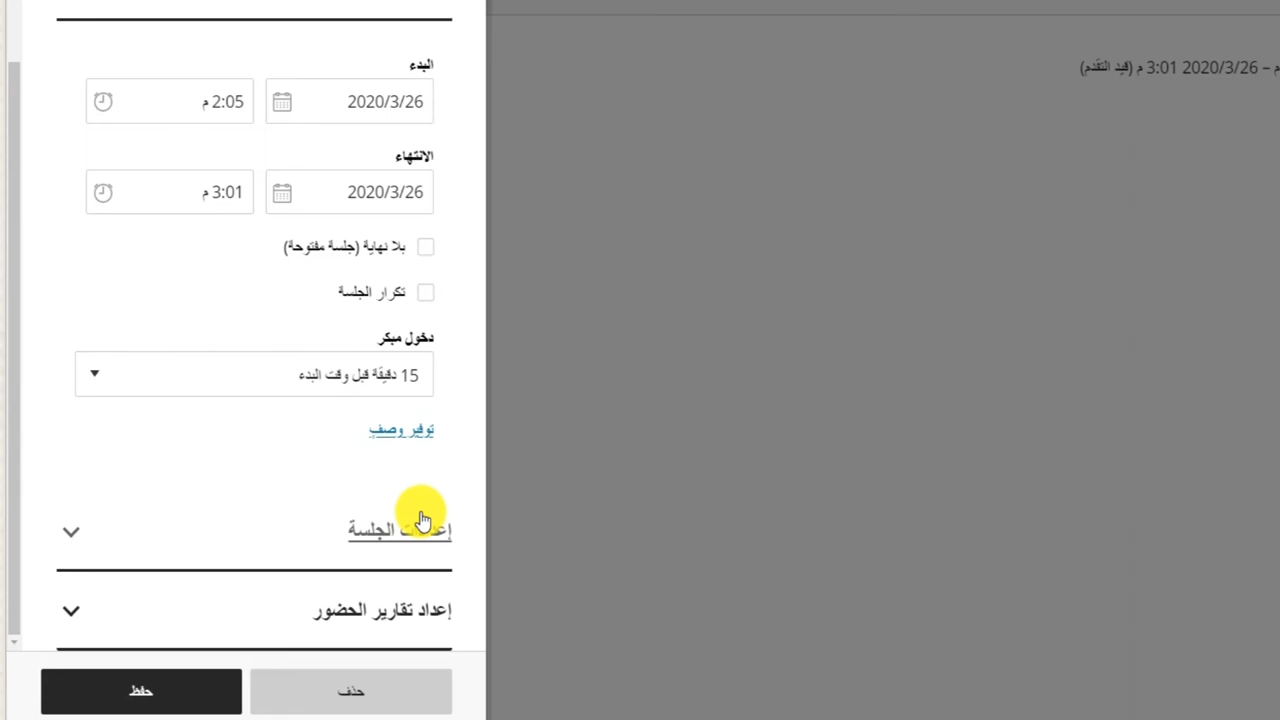 البدء
2020/3/26
2:05 م
الانتهاء
2020/3/26
3:01 م
بلا نهاية (جلسة مفتوحة)
تكرار الجلسة
دخول مبكر
15 دقيقة قبل وقت البدء
توفير وصف
الجلسة
إعداد تقارير الحضور
حذف
حفظ
م – 2020/3/26 3:01 م (قيد التقدّم)